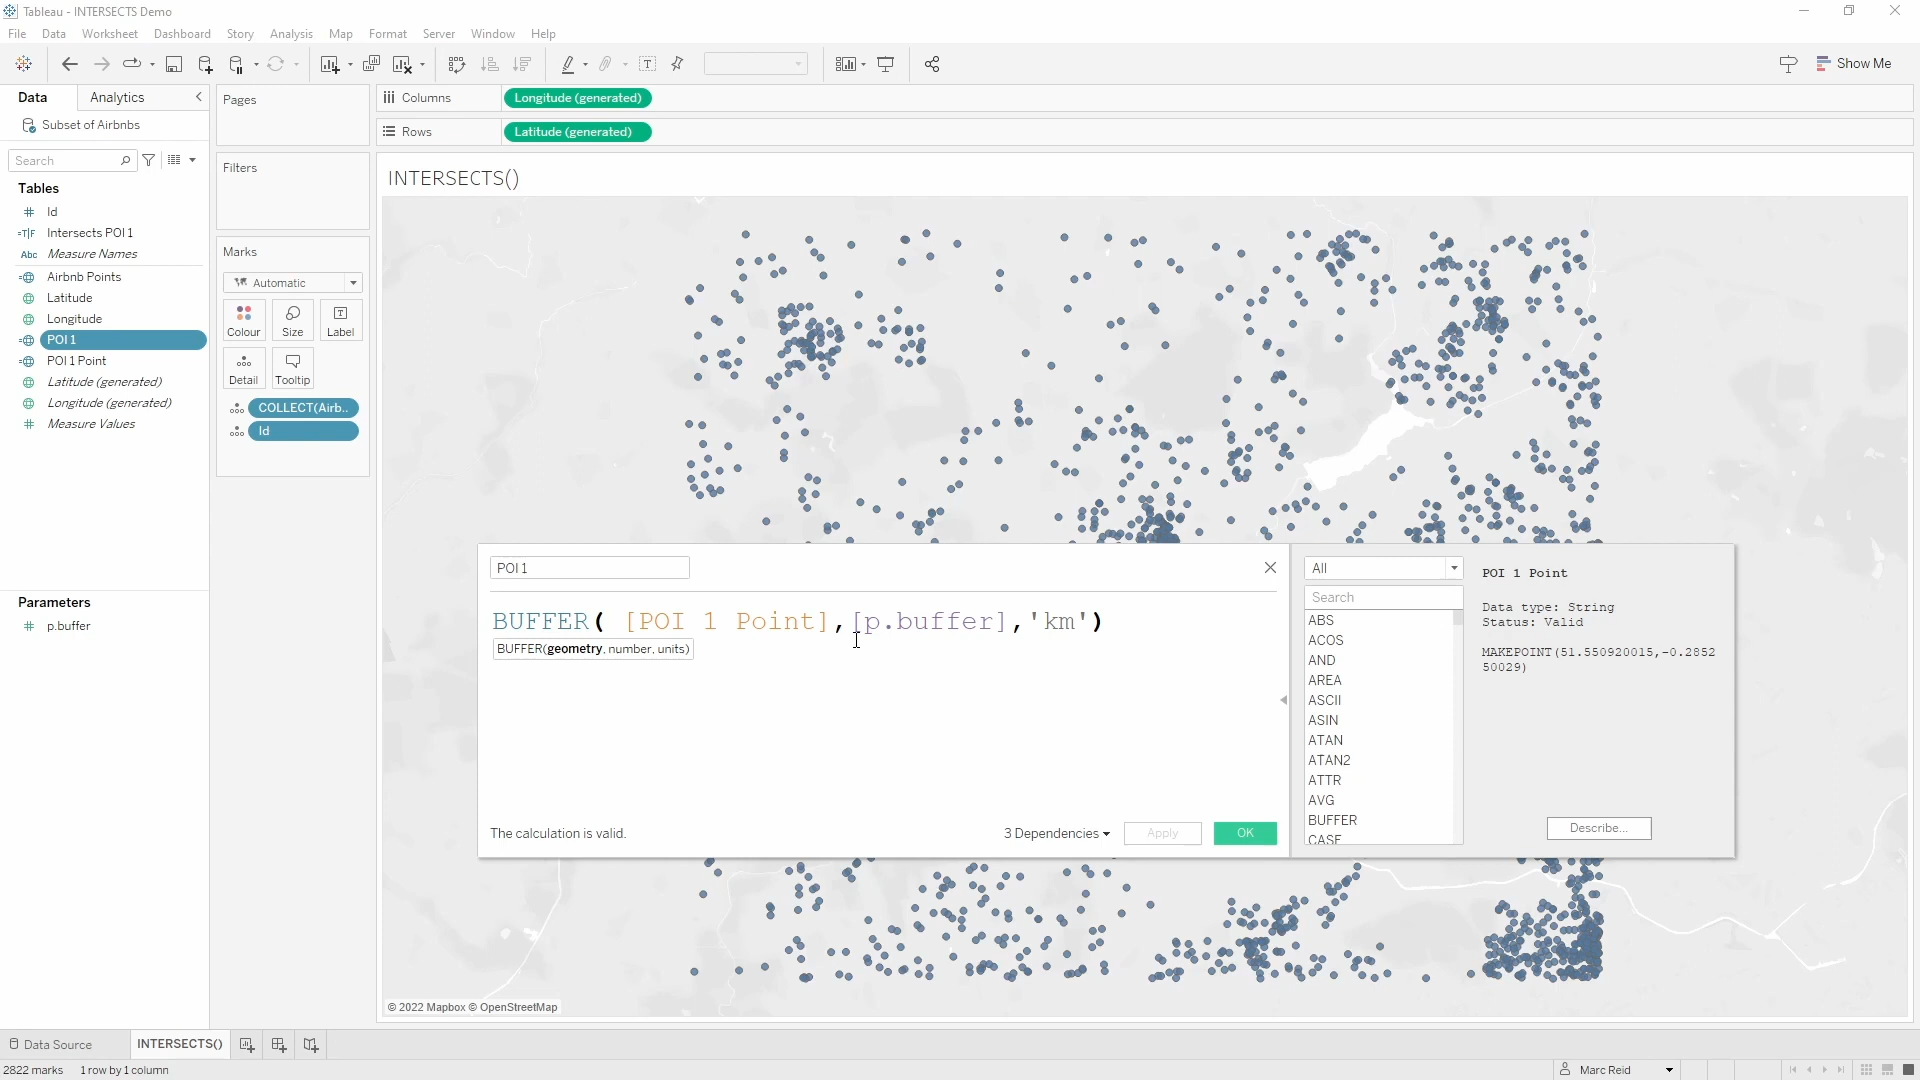 Tableau - INTERSECTS Demo
File Data Worksheet Dashboard Story Analysis Map Format Server Window Help
Show Me
Data Analytics
Subset of Airbnbs
Search
Tables
# Id
=T|F Intersects POI 1
Abc Measure Names
Airbnb Points
Latitude
Longitude
POI 1
POI 1 Point
Latitude (generated)
Longitude (generated)
# Measure Values
Parameters
# p.buffer
Pages
Filters
Marks
Automatic
Colour Size Label
Detail Tooltip
COLLECT(Airb..
Id
Columns Longitude (generated)
Rows Latitude (generated)
INTERSECTS()
POI 1
BUFFER( [POI 1 Point],[p.buffer],'km')
BUFFER(geometry, number, units)
The calculation is valid.
3 Dependencies
Apply
OK
All
Search
ABS
ACOS
AND
AREA
ASCII
ASIN
ATAN
ATAN2
ATTR
AVG
BUFFER
CASE
POI 1 Point
Data type: String
Status: Valid
MAKEPOINT(51.550920015,-0.2852
50029)
Describe...
© 2022 Mapbox © OpenStreetMap
Data Source INTERSECTS()
2822 marks 1 row by 1 column
Marc Reid